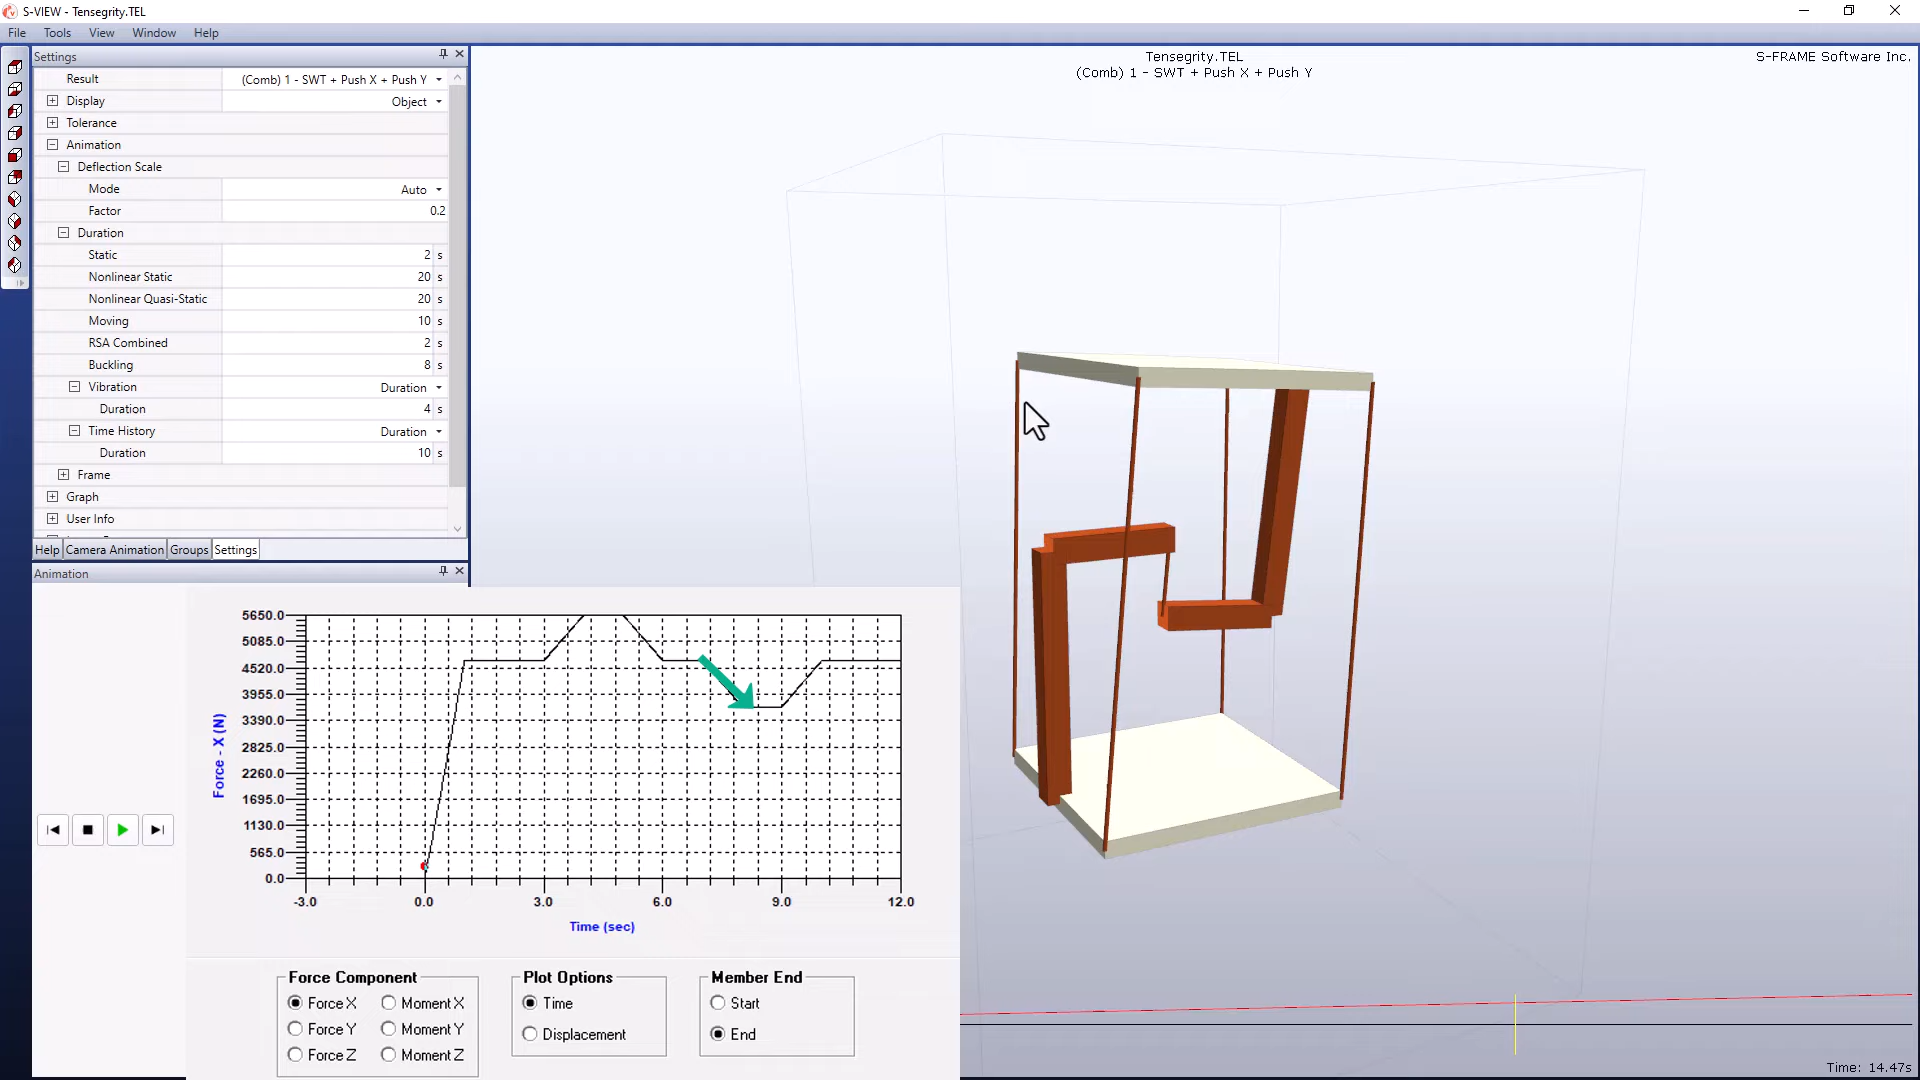 S-VIEW - Tensegrity.TEL
File Tools View Window Help
Settings
Result (Comb) 1 - SWT + Push X + Push Y
Display Object
Tolerance
Animation
Deflection Scale
Mode Auto
Factor 0.2
Duration
Static 2 s
Nonlinear Static 20 s
Nonlinear Quasi-Static 20 s
Moving 10 s
RSA Combined 2 s
Buckling 8 s
Vibration Duration
Duration 4 s
Time History Duration
Duration 10 s
Frame
Graph
User Info
Help Camera Animation Groups Settings
Animation
Tensegrity.TEL
(Comb) 1 - SWT + Push X + Push Y
S-FRAME Software Inc.
5650.0
5085.0
4520.0
3955.0
3390.0
2825.0
2260.0
1695.0
1130.0
565.0
0.0
Force - X (N)
-3.0 0.0 3.0 6.0 9.0 12.0
Time (sec)
Force Component
Force X Moment X
Force Y Moment Y
Force Z Moment Z
Plot Options
Time
Displacement
Member End
Start
End
Time: 14.47s